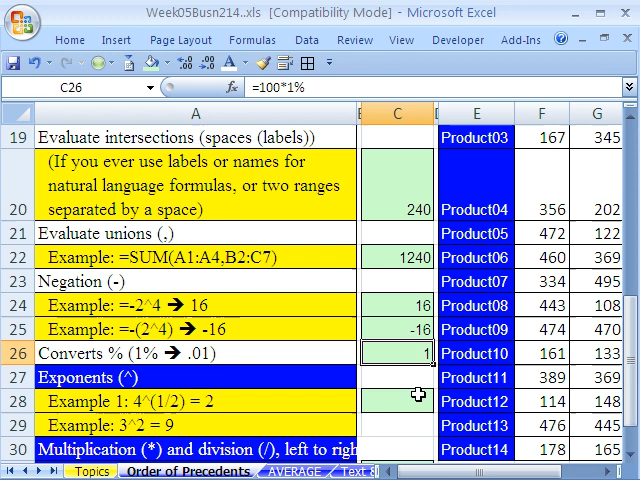 Week05Busn214..xls [Compatibility Mode] - Microsoft Excel
Home Insert Page Layout Formulas Data Review View Developer Add-Ins
C26 fx =100*1%
A C E F G
19 Evaluate intersections (spaces (labels)) Product03 167 345
(If you ever use labels or names for
natural language formulas, or two ranges
20 separated by a space) 240 Product04 356 202
21 Evaluate unions (,) Product05 472 122
22 Example: =SUM(A1:A4,B2:C7) 1240 Product06 460 369
23 Negation (-) Product07 334 495
24 Example: =-2^4 ➔ 16 16 Product08 443 108
25 Example: =-(2^4) ➔ -16 -16 Product09 474 470
26 Converts % (1% ➔ .01) 1 Product10 161 133
27 Exponents (^) Product11 389 369
28 Example 1: 4^(1/2) = 2 Product12 114 148
29 Example: 3^2 = 9 Product13 476 445
30 Multiplication (*) and division (/), left to righ Product14 178 165
Topics Order of Precedents AVERAGE Text &